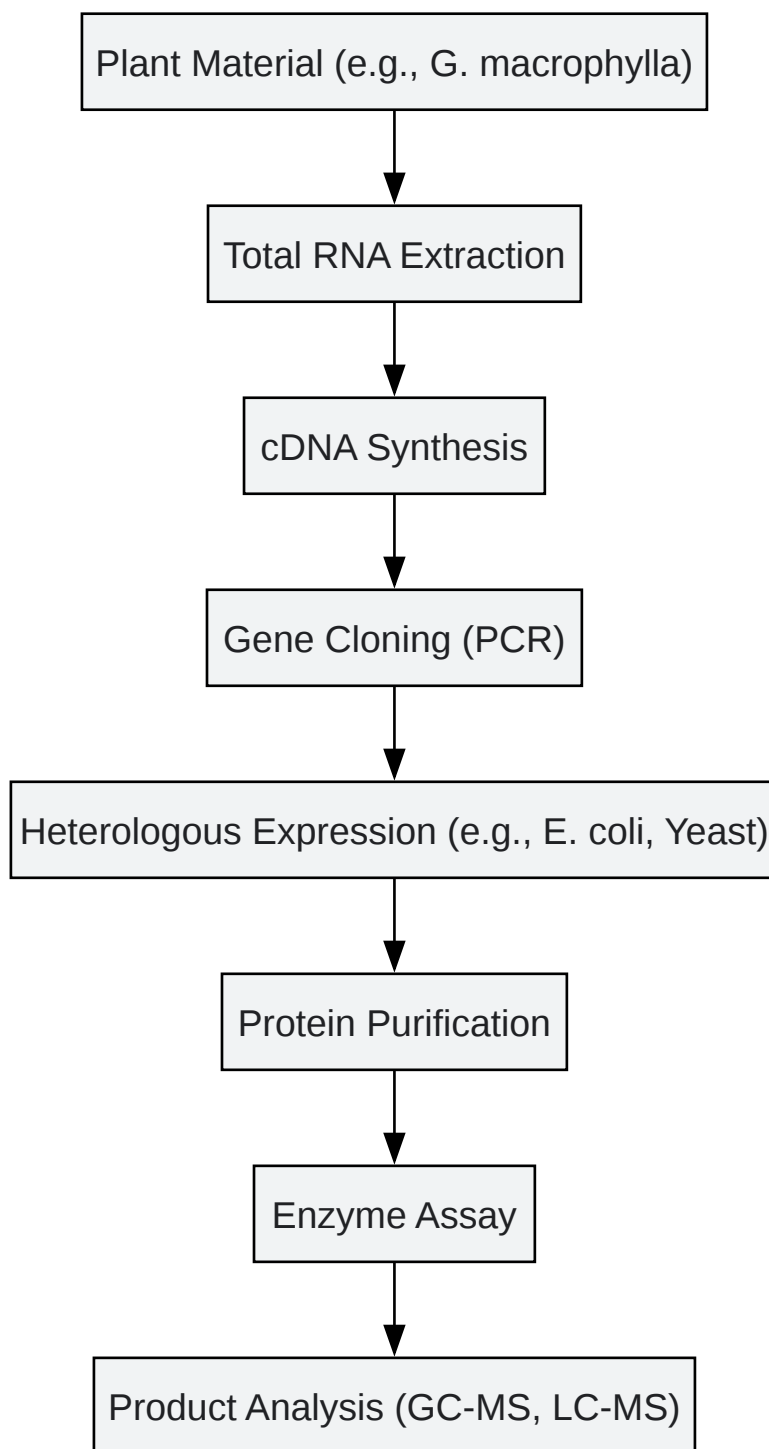 Plant Material (e.g., G. macrophylla)
Total RNA Extraction
cDNA Synthesis
Gene Cloning (PCR)
Heterologous Expression (e.g., E. coli, Yeast)
Protein Purification
Enzyme Assay
Product Analysis (GC-MS, LC-MS)